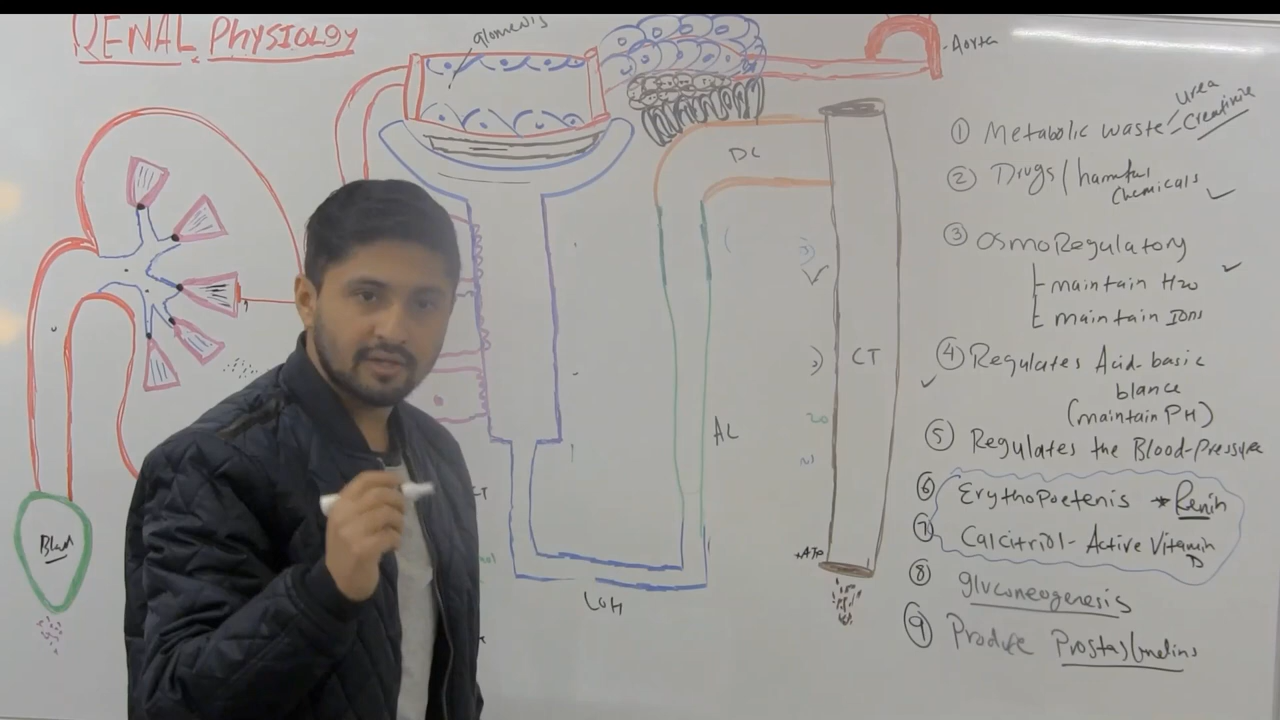 RENAL PHYSIOLOGY
glomeris
Aorta
DC
CT
AL
LOH
Blad
+ATP
① Metabolic waste
Urea
Creatinine
② Drugs / harmful
chemicals
③ OsmoRegulatory
maintain H2O
maintain IONS
④ Regulates Acid-basic
blance
(maintain PH)
⑤ Regulates the Blood-Pressure
⑥ Erythopoetenis * Renin
⑦ Calcitriol - Active Vitamin
D
⑧ gluconeogenesis
⑨ Produce Prostaglandins